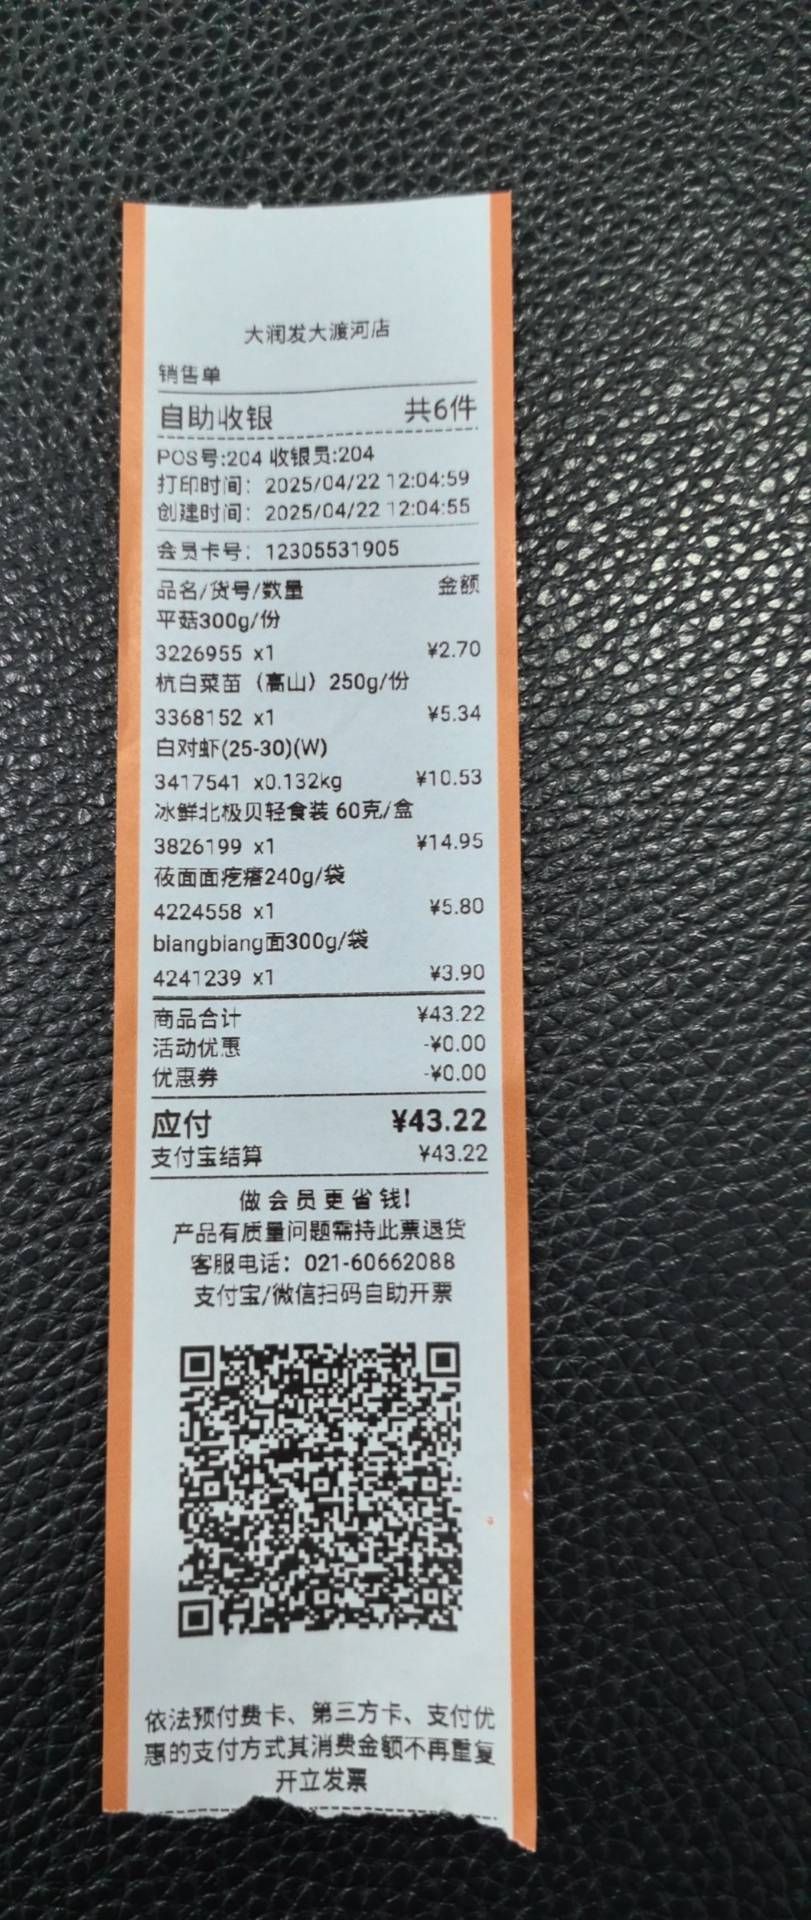 大润发大渡河店
销售单
自助收银 共6件
POS号:204 收银员:204
打印时间: 2025/04/22 12:04:59
创建时间: 2025/04/22 12:04:55
会员卡号: 12305531905
品名/货号/数量 金额
平菇300g/份
3226955 x1 ¥2.70
杭白菜苗（高山）250g/份
3368152 x1 ¥5.34
白对虾(25-30)(W)
3417541 x0.132kg ¥10.53
冰鲜北极贝轻食装 60克/盒
3826199 x1 ¥14.95
莜面面疙瘩240g/袋
4224558 x1 ¥5.80
biangbiang面300g/袋
4241239 x1 ¥3.90
商品合计 ¥43.22
活动优惠 -¥0.00
优惠券 -¥0.00
应付 ¥43.22
支付宝结算 ¥43.22
做会员更省钱!
产品有质量问题需持此票退货
客服电话: 021-60662088
支付宝/微信扫码自助开票
依法预付费卡、第三方卡、支付优
惠的支付方式其消费金额不再重复
开立发票